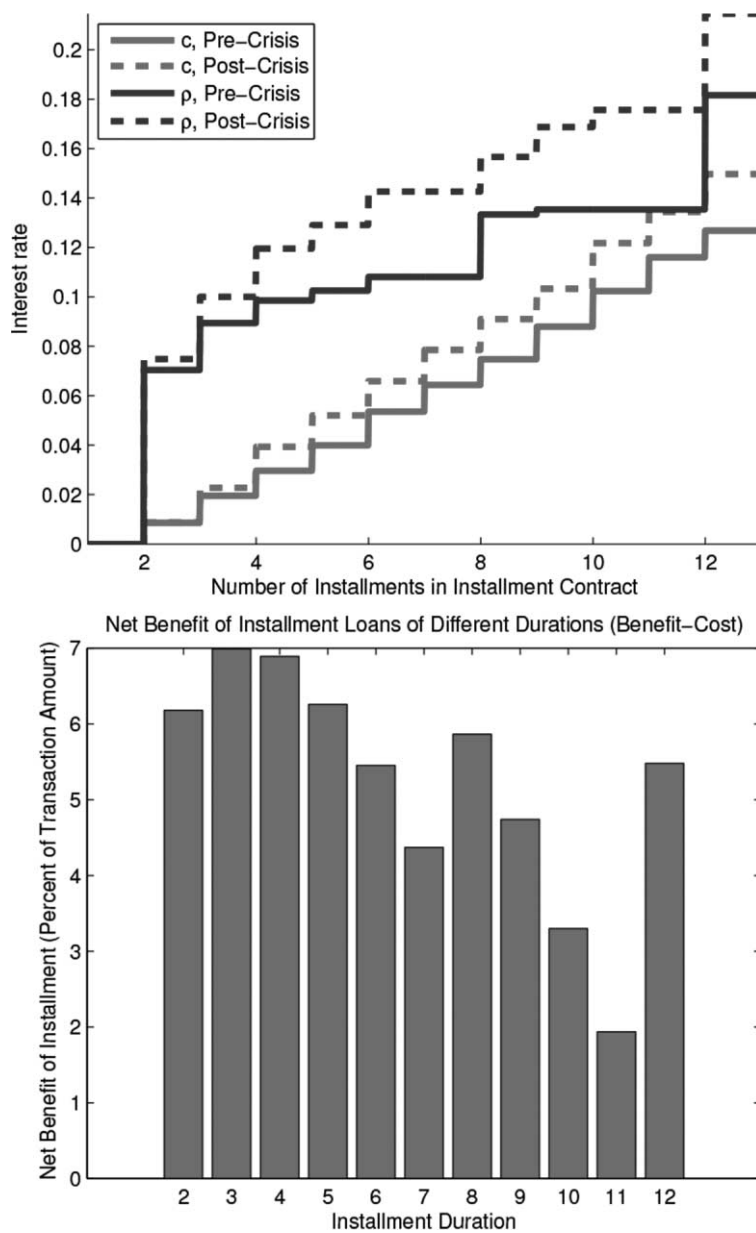 0.2
0.18
0.16
0.14
0.12
0.1
0.08
0.06
0.04
0.02
0
Interest rate
c, Pre−Crisis
c, Post−Crisis
ρ, Pre−Crisis
ρ, Post−Crisis
2 4 6 8 10 12
Number of Installments in Installment Contract
Net Benefit of Installment Loans of Different Durations (Benefit−Cost)
Net Benefit of Installment (Percent of Transaction Amount)
7
6
5
4
3
2
1
0
2 3 4 5 6 7 8 9 10 11 12
Installment Duration